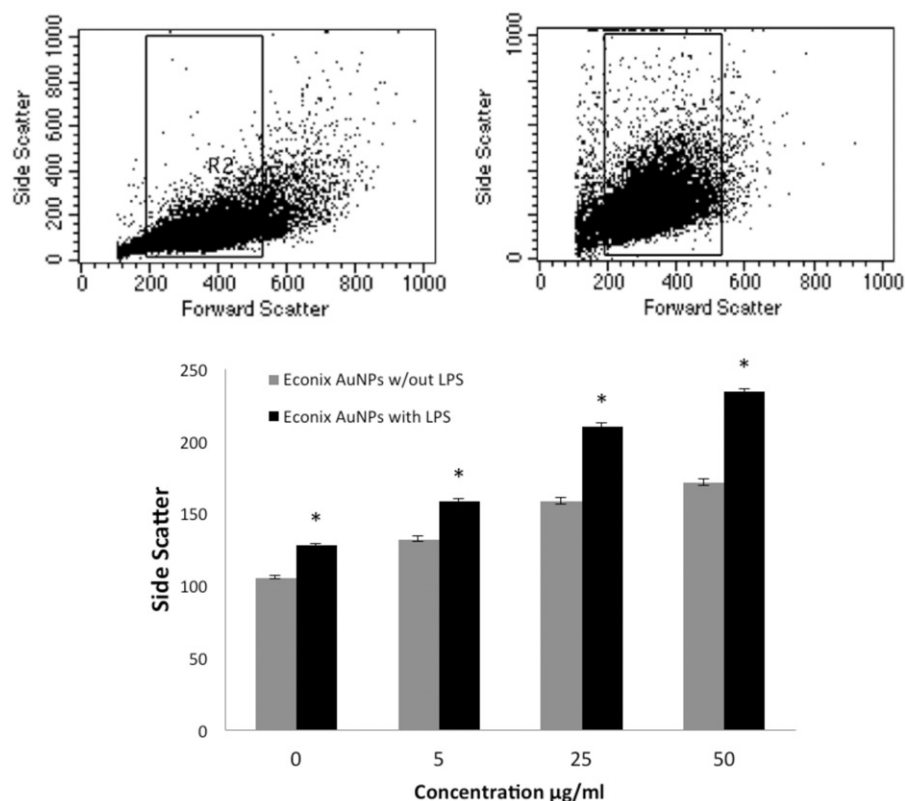 1000
800
600
400
200
0
Side Scatter
R2
0 200 400 600 800 1000
Forward Scatter
1000
0
Side Scatter
0 200 400 600 800 1000
Forward Scatter
250
200
150
100
50
0
Side Scatter
Econix AuNPs w/out LPS
Econix AuNPs with LPS
* * * *
0 5 25 50
Concentration µg/ml